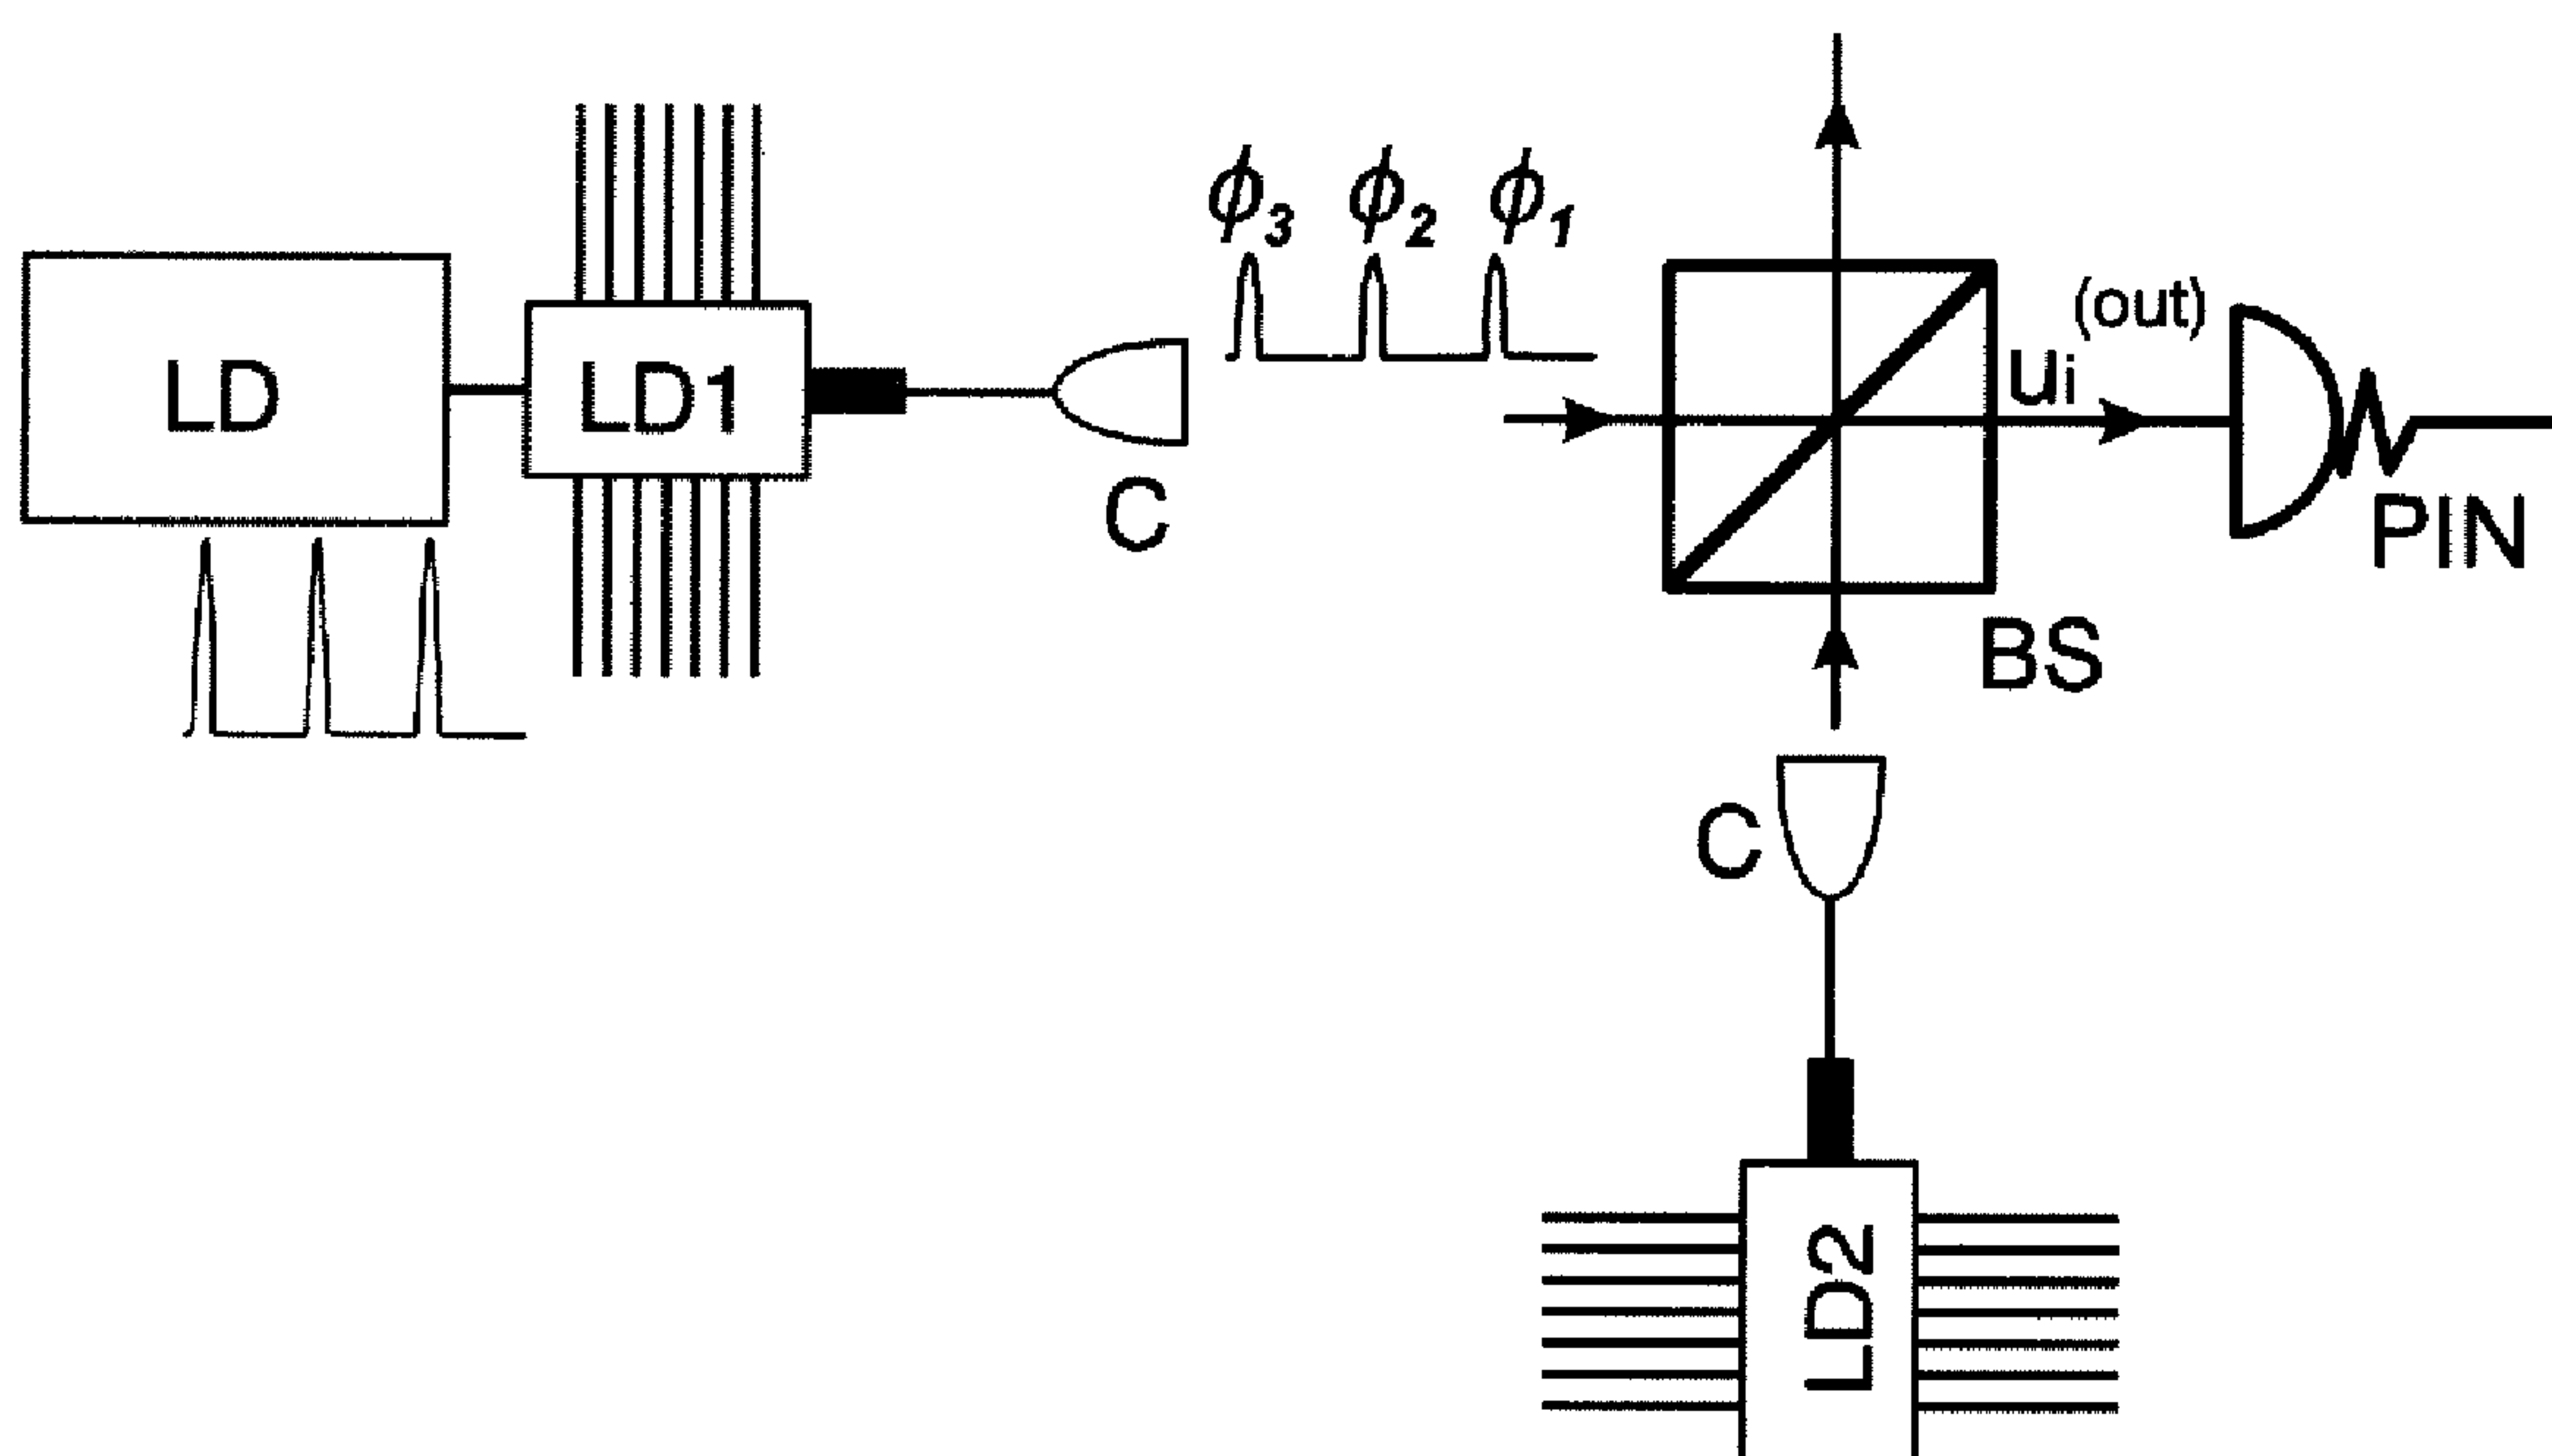 LD
LD1
C
ϕ3 ϕ2 ϕ1
ui(out)
PIN
BS
C
LD2